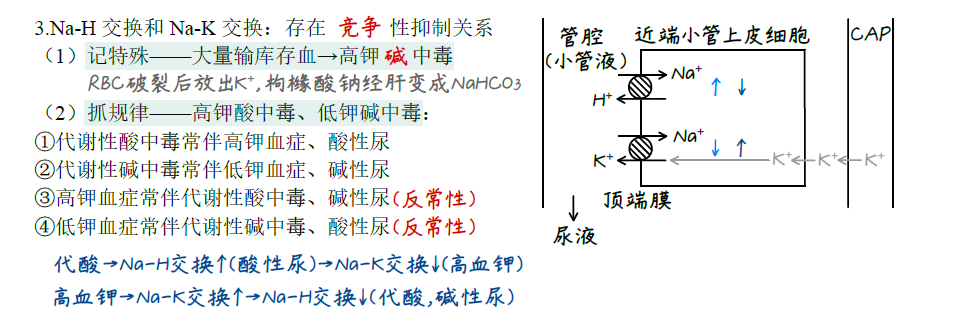 3.Na-H 交换和 Na-K 交换：存在 竞争 性抑制关系
（1）记特殊——大量输库存血→高钾 碱 中毒
RBC破裂后放出K⁺,拘橼酸钠经肝变成NaHCO₃
（2）抓规律——高钾酸中毒、低钾碱中毒：
①代谢性酸中毒常伴高钾血症、酸性尿
②代谢性碱中毒常伴低钾血症、碱性尿
③高钾血症常伴代谢性酸中毒、碱性尿(反常性)
④低钾血症常伴代谢性碱中毒、酸性尿(反常性)
代酸→Na-H交换↑(酸性尿)→Na-K交换↓(高血钾)
高血钾→Na-K交换↑→Na-H交换↓(代酸,碱性尿)
管腔
(小管液)
近端小管上皮细胞
CAP
Na⁺ ↑ ↓
H⁺
Na⁺ ↓ ↑
K⁺ K⁺ K⁺ K⁺
顶端膜
尿液